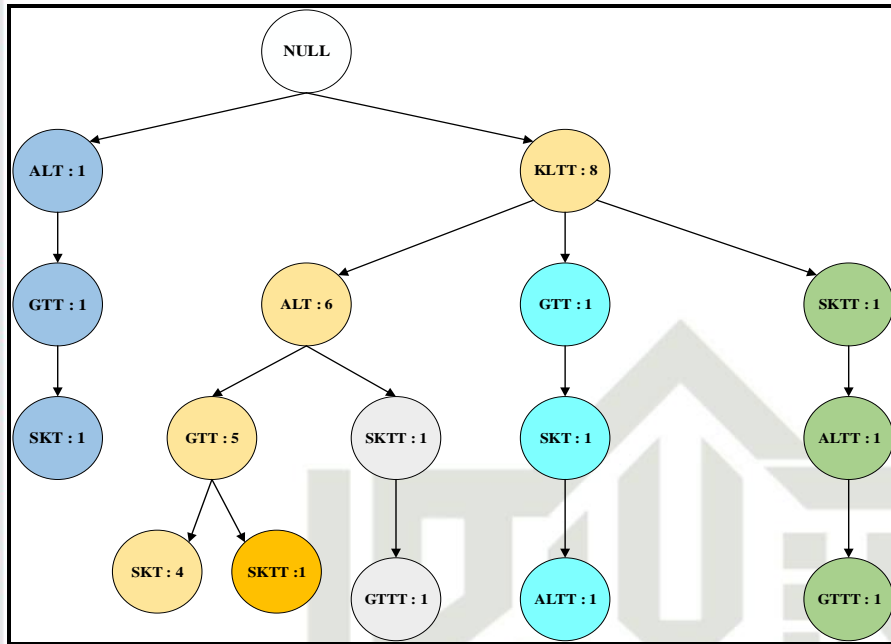 NULL
ALT : 1
KLTT : 8
GTT : 1
ALT : 6
GTT : 1
SKTT : 1
SKT : 1
GTT : 5
SKTT : 1
SKT : 1
ALTT : 1
SKT : 4
SKTT :1
GTTT : 1
ALTT : 1
GTTT : 1